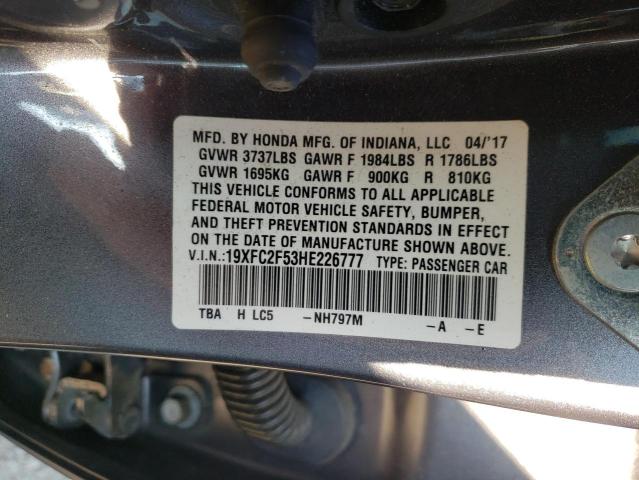 MFD. BY HONDA MFG. OF INDIANA, LLC 04/'17
GVWR 3737LBS GAWR F 1984LBS R 1786LBS
GVWR 1695KG GAWR F 900KG R 810KG
THIS VEHICLE CONFORMS TO ALL APPLICABLE
FEDERAL MOTOR VEHICLE SAFETY, BUMPER,
AND THEFT PREVENTION STANDARDS IN EFFECT
ON THE DATE OF MANUFACTURE SHOWN ABOVE.
V.I.N.:19XFC2F53HE226777 TYPE: PASSENGER CAR
TBA H LC5 -NH797M -A -E